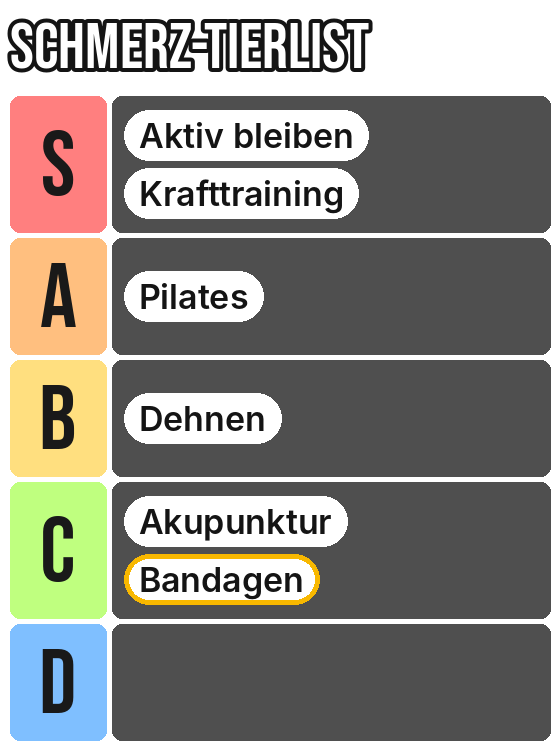 SCHMERZ-TIERLIST
S
Aktiv bleiben
Krafttraining
A
Pilates
B
Dehnen
C
Akupunktur
Bandagen
D